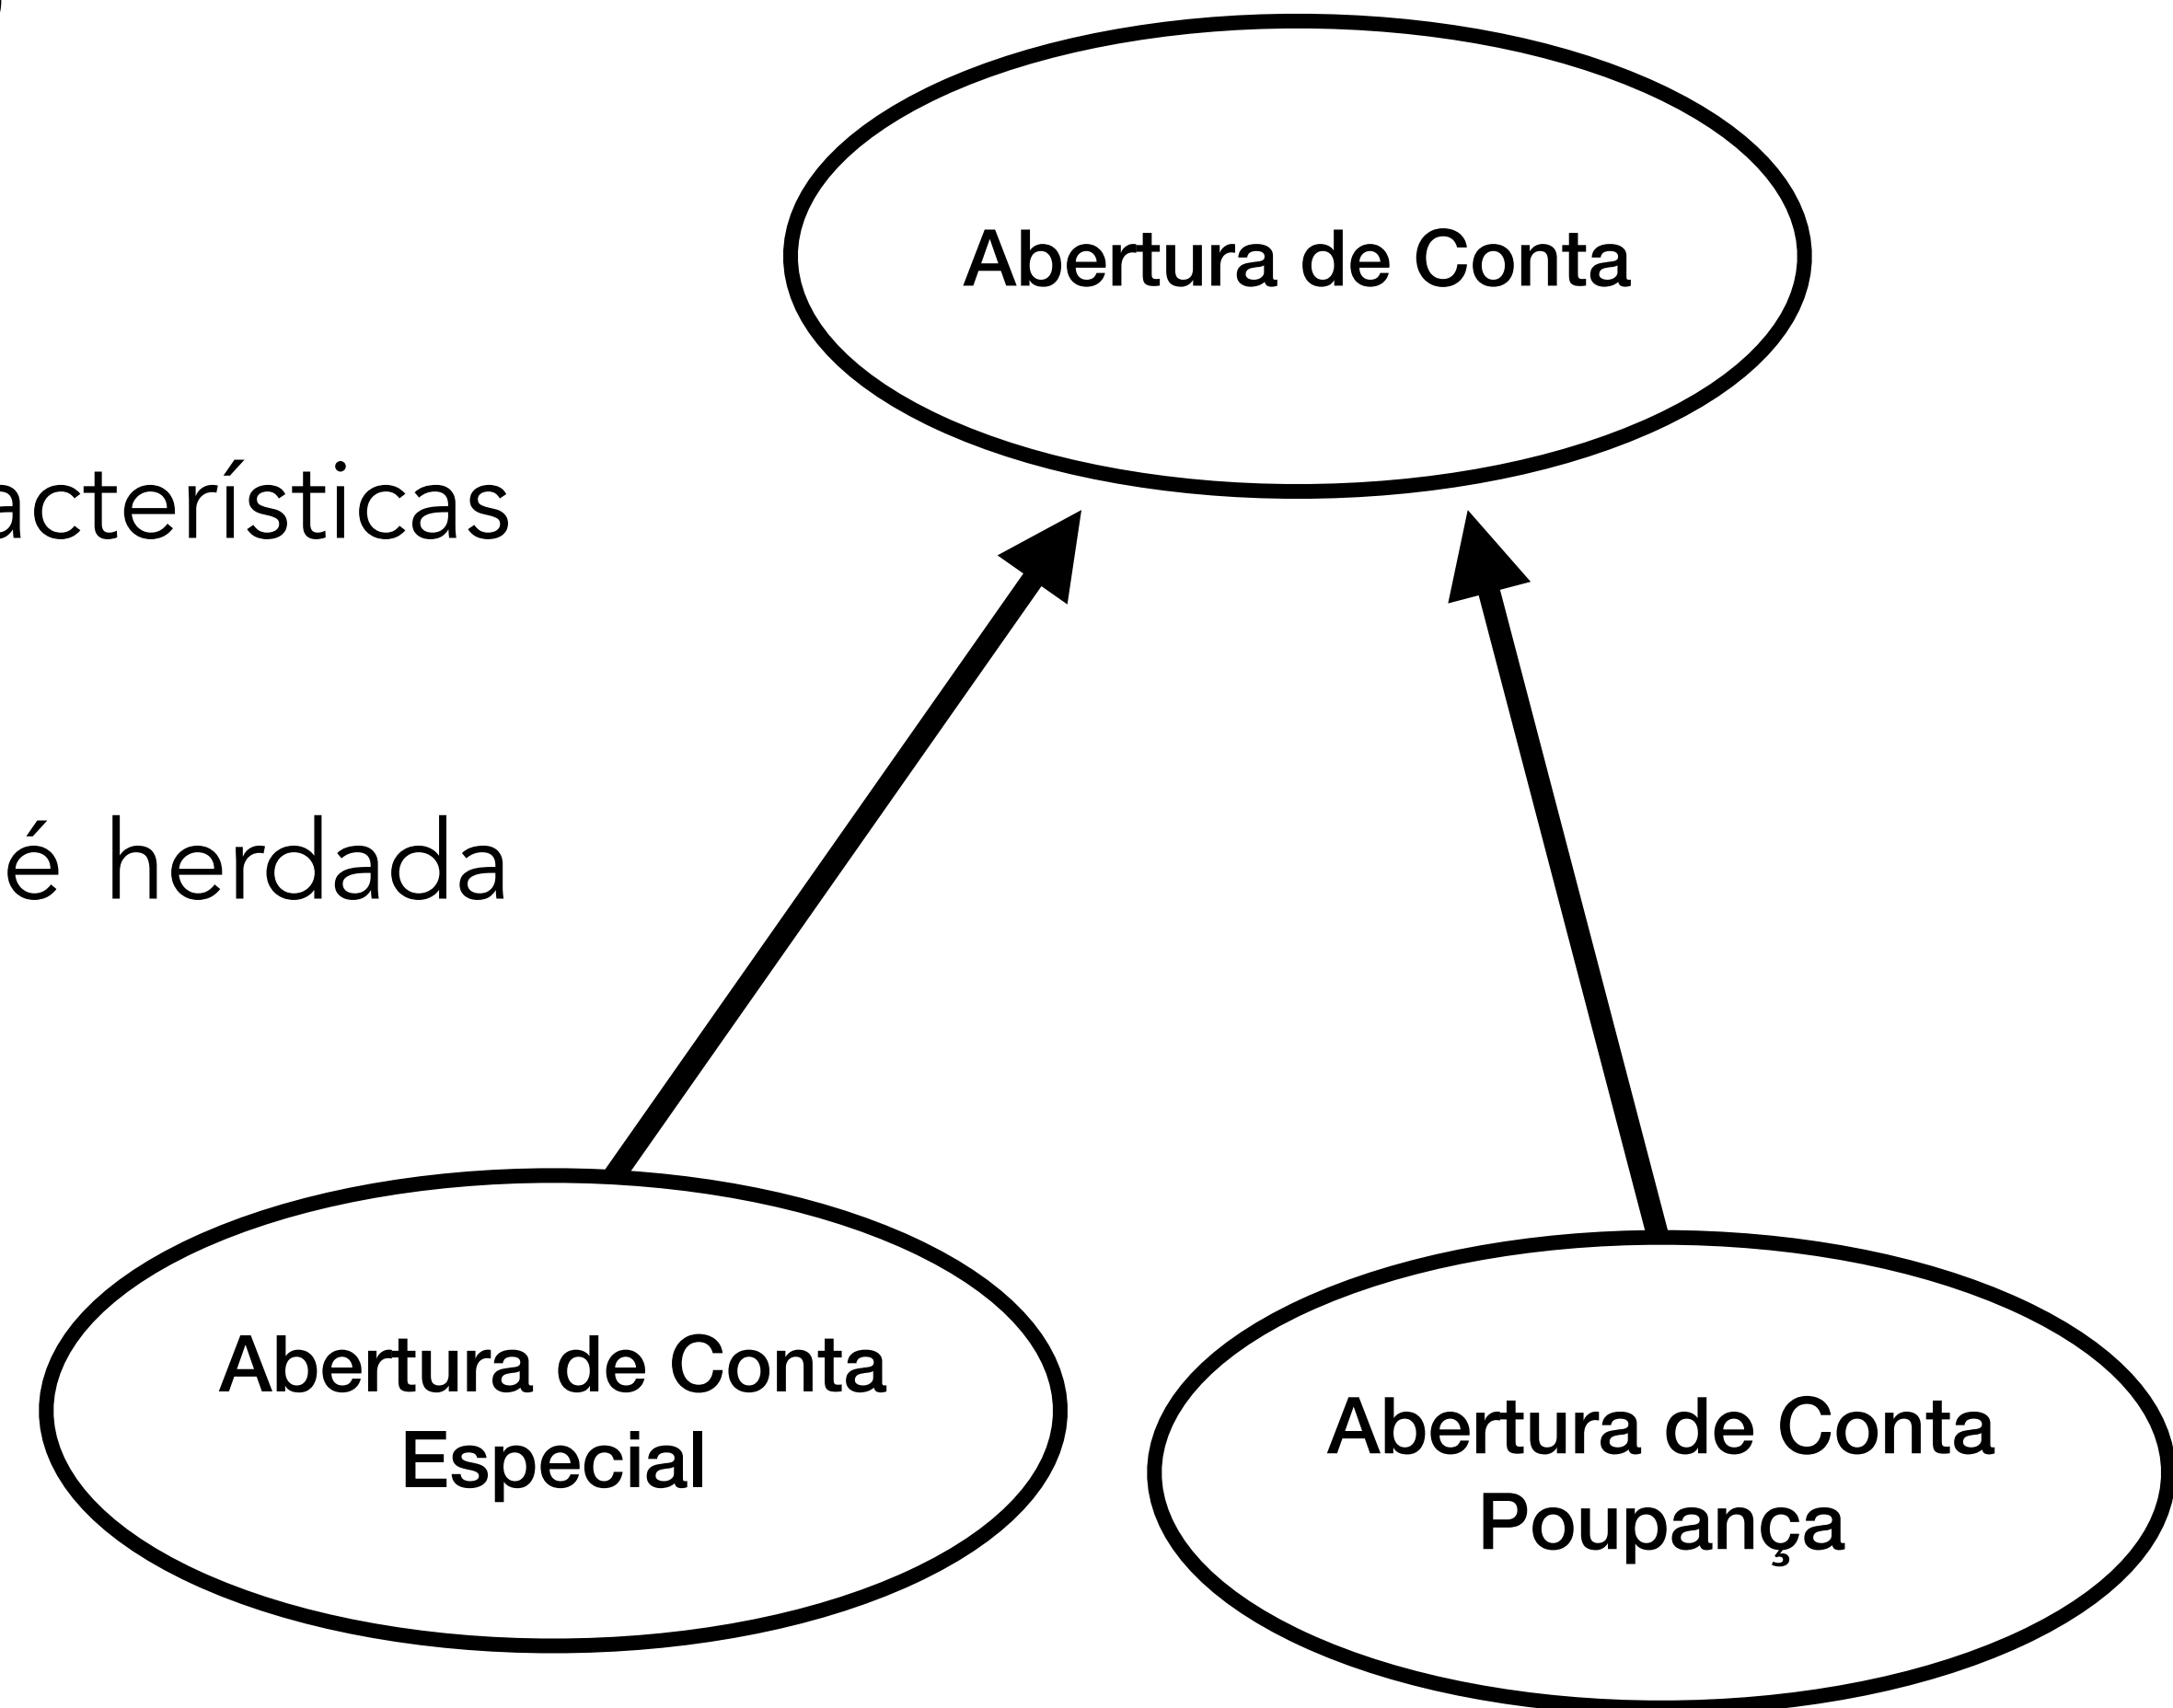 acterísticas
é herdada
Abertura de Conta
Abertura de Conta
Especial
Abertura de Conta
Poupança